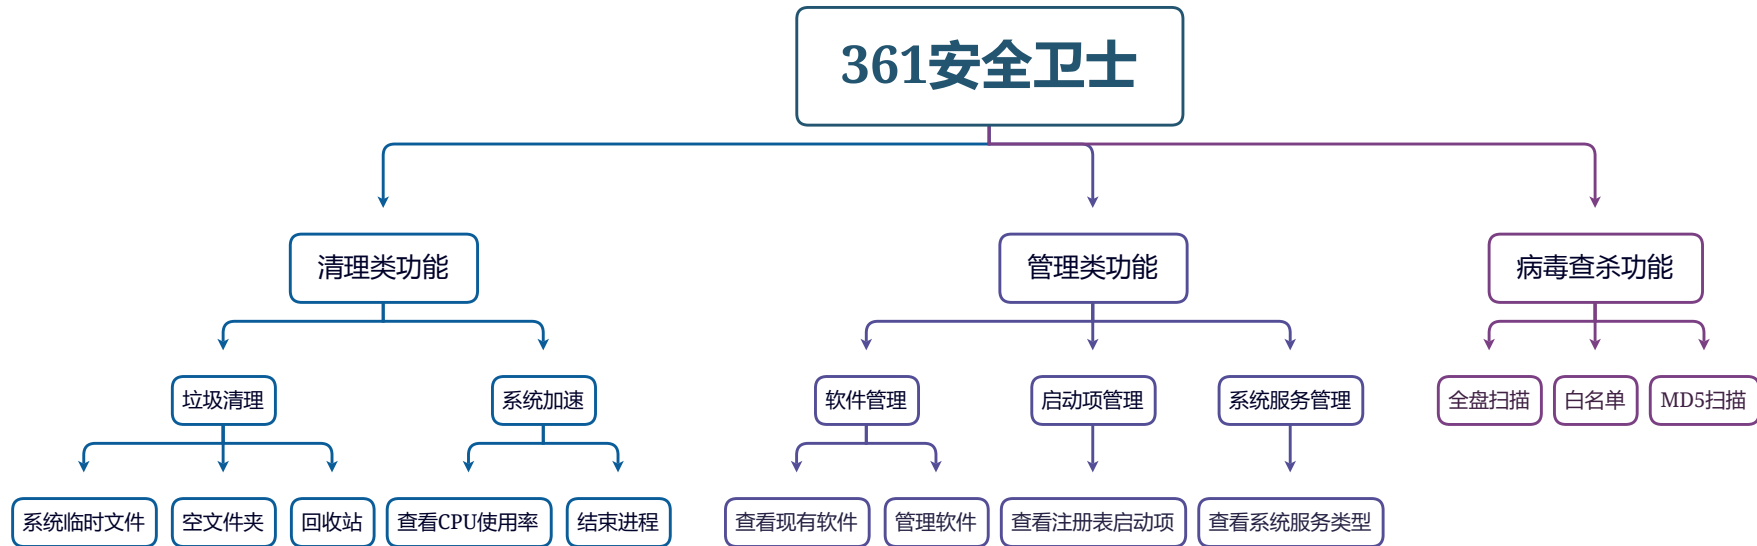 361安全卫士
清理类功能
管理类功能
病毒查杀功能
垃圾清理
系统加速
软件管理
启动项管理
系统服务管理
全盘扫描
白名单
MD5扫描
系统临时文件
空文件夹
回收站
查看CPU使用率
结束进程
查看现有软件
管理软件
查看注册表启动项
查看系统服务类型